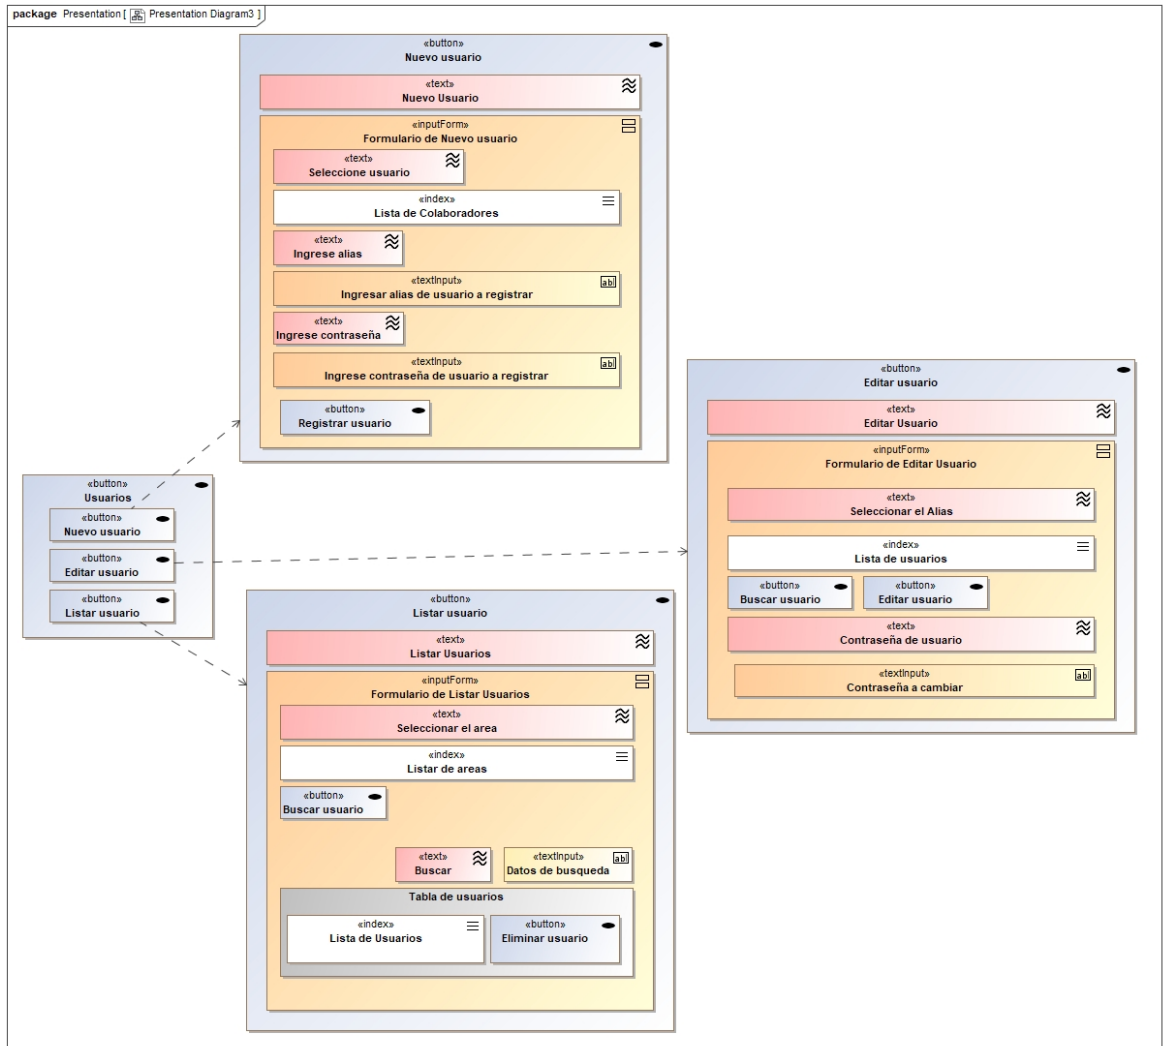 package Presentation [ Presentation Diagram3 ]
«button»
Nuevo usuario
«text»
Nuevo Usuario
«inputForm»
Formulario de Nuevo usuario
«text»
Seleccione usuario
«index»
Lista de Colaboradores
«text»
Ingrese alias
«textInput»
Ingresar alias de usuario a registrar
ab
«text»
Ingrese contraseña
«textInput»
Ingrese contraseña de usuario a registrar
ab
«button»
Registrar usuario
«button»
Usuarios
«button»
Nuevo usuario
«button»
Editar usuario
«button»
Listar usuario
«button»
Editar usuario
«text»
Editar Usuario
«inputForm»
Formulario de Editar Usuario
«text»
Seleccionar el Alias
«index»
Lista de usuarios
«button»
Buscar usuario
«button»
Editar usuario
«text»
Contraseña de usuario
«textInput»
Contraseña a cambiar
ab
«button»
Listar usuario
«text»
Listar Usuarios
«inputForm»
Formulario de Listar Usuarios
«text»
Seleccionar el area
«index»
Listar de areas
«button»
Buscar usuario
«text»
Buscar
«textInput»
Datos de busqueda
ab
Tabla de usuarios
«index»
Lista de Usuarios
«button»
Eliminar usuario